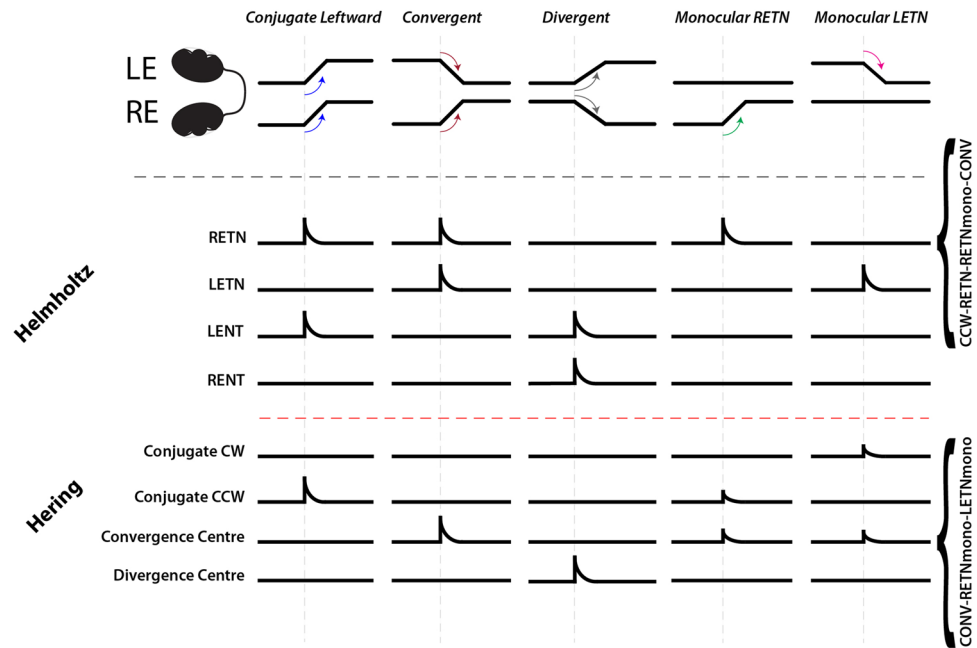 Conjugate Leftward
Convergent
Divergent
Monocular RETN
Monocular LETN
LE
RE
Helmholtz
RETN
LETN
LENT
RENT
CCW-RETN-RETNmono-CONV
Hering
Conjugate CW
Conjugate CCW
Convergence Centre
Divergence Centre
CONV-RETNmono-LETNmono